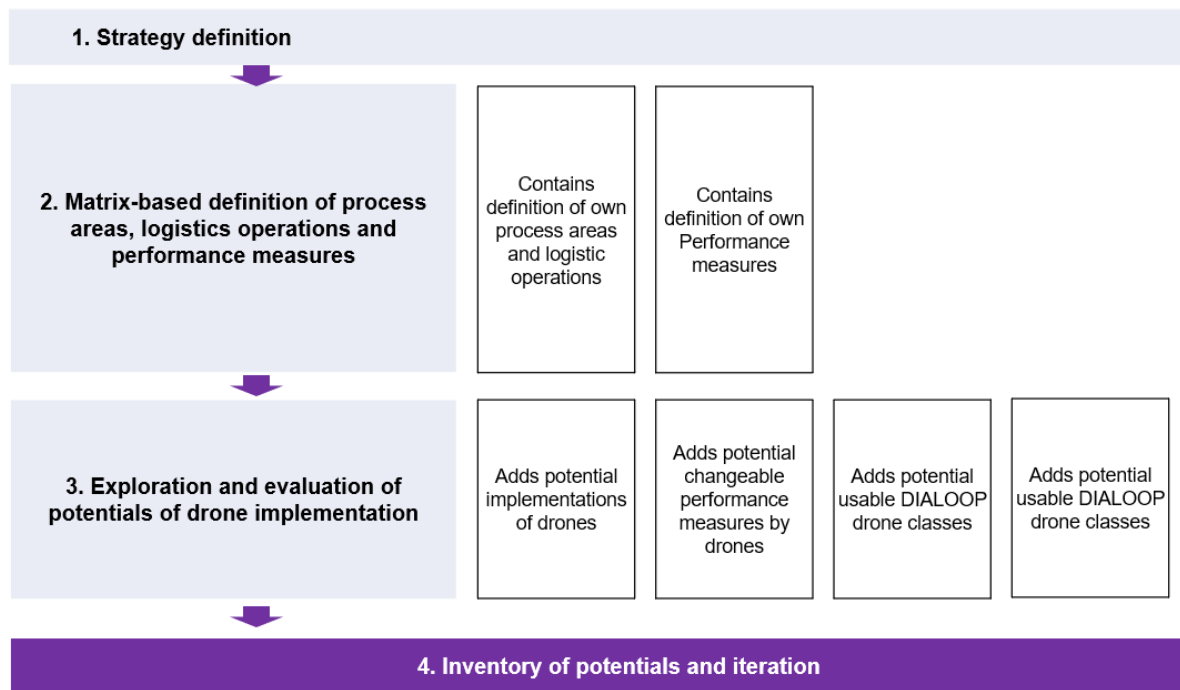 1. Strategy definition
2. Matrix-based definition of process
areas, logistics operations and
performance measures
Contains
definition of own
process areas
and logistic
operations
Contains
definition of own
Performance
measures
3. Exploration and evaluation of
potentials of drone implementation
Adds potential
implementations
of drones
Adds potential
changeable
performance
measures by
drones
Adds potential
usable DIALOOP
drone classes
Adds potential
usable DIALOOP
drone classes
4. Inventory of potentials and iteration